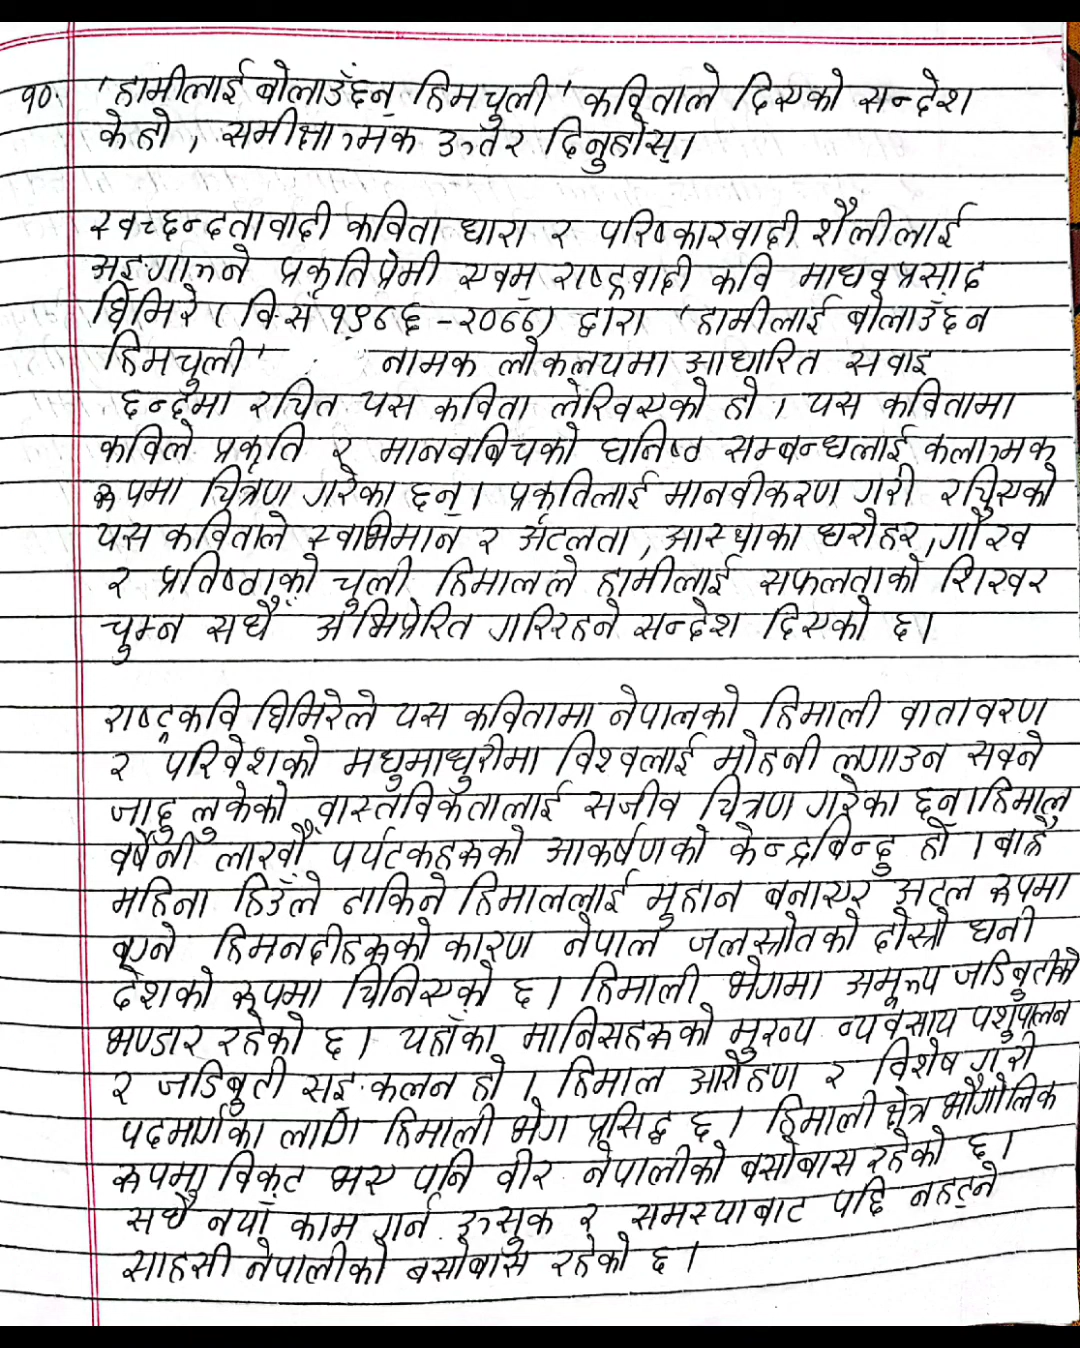 १०. 'हामीलाई बोलाउँछन् हिमचुली' कविताले दिएको सन्देश
के हो, समीक्षात्मक उत्तर दिनुहोस्।
स्वच्छन्दतावादी कविता धारा र परिष्कारवादी शैलीलाई
अङ्गाल्ने प्रकृतिप्रेमी एवम् राष्ट्रवादी कवि माधवप्रसाद
घिमिरे (वि.सं १९७६ - २०७७) द्वारा 'हामीलाई बोलाउँछन
हिमचुली' नामक लोकलयमा आधारित सवाइ
छन्दमा रचित यस कविता लेखिएको हो। यस कवितामा
कविले प्रकृति र मानवबिचको घनिष्ठ सम्बन्धलाई कलात्मक
रूपमा चित्रण गरेका छन्। प्रकृतिलाई मानवीकरण गरी रचिएको
यस कविताले स्वाभिमान र अटलता, आस्थाका धरोहर, गौरव
र प्रतिष्ठाको चुली हिमालले हामीलाई सफलताको शिखर
चुम्न सधैँ अभिप्रेरित गरिरहने सन्देश दिएको छ।
राष्ट्रकवि घिमिरेले यस कवितामा नेपालको हिमाली वातावरण
र परिवेशको मधुमाधुरीमा विश्वलाई मोहनी लगाउन सक्ने
जादु लुकेको वास्तविकतालाई सजीव चित्रण गरेका छन्। हिमाल
वर्षेनी लाखौँ पर्यटकहरूको आकर्षणको केन्द्रबिन्दु हो। बाह्रै
महिना हिउँले ढाकिने हिमाललाई मुहान बनाएर अटल रूपमा
बग्ने हिमनदीहरूको कारण नेपाल जलस्रोतको दोस्रो धनी
देशको रूपमा चिनिएको छ। हिमाली भेगमा अमूल्य जडिबुटीको
भण्डार रहेको छ। यहाँका मानिसहरूको मुख्य व्यवसाय पशुपालन
र जडिबुटी सङ्कलन हो। हिमाल आरोहण र विशेष गरी
पदमार्गका लागि हिमाली भेग प्रसिद्ध छ। हिमाली क्षेत्र भौगोलिक
रूपमा विकट भए पनि वीर नेपालीको बसोबास रहेको छ।
सधैँ नयाँ काम गर्न उत्सुक र समस्याबाट पछि नहट्ने
साहसी नेपालीको बसोबास रहेको छ।